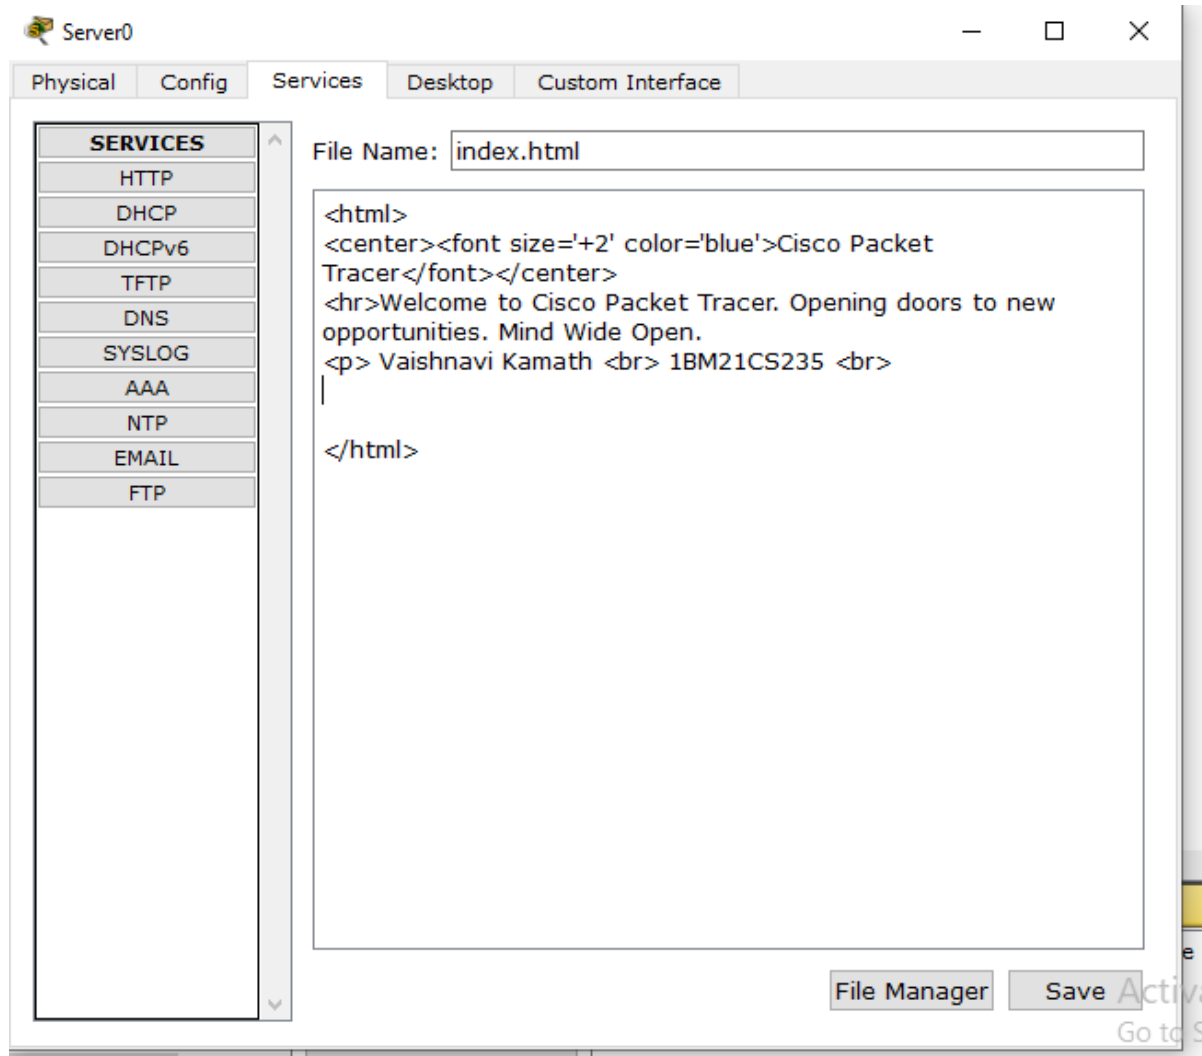 Server0
Physical Config Services Desktop Custom Interface
SERVICES
HTTP
DHCP
DHCPv6
TFTP
DNS
SYSLOG
AAA
NTP
EMAIL
FTP
File Name: index.html
<html>
<center><font size='+2' color='blue'>Cisco Packet
Tracer</font></center>
<hr>Welcome to Cisco Packet Tracer. Opening doors to new
opportunities. Mind Wide Open.
<p> Vaishnavi Kamath <br> 1BM21CS235 <br>
</html>
File Manager Save
Go to